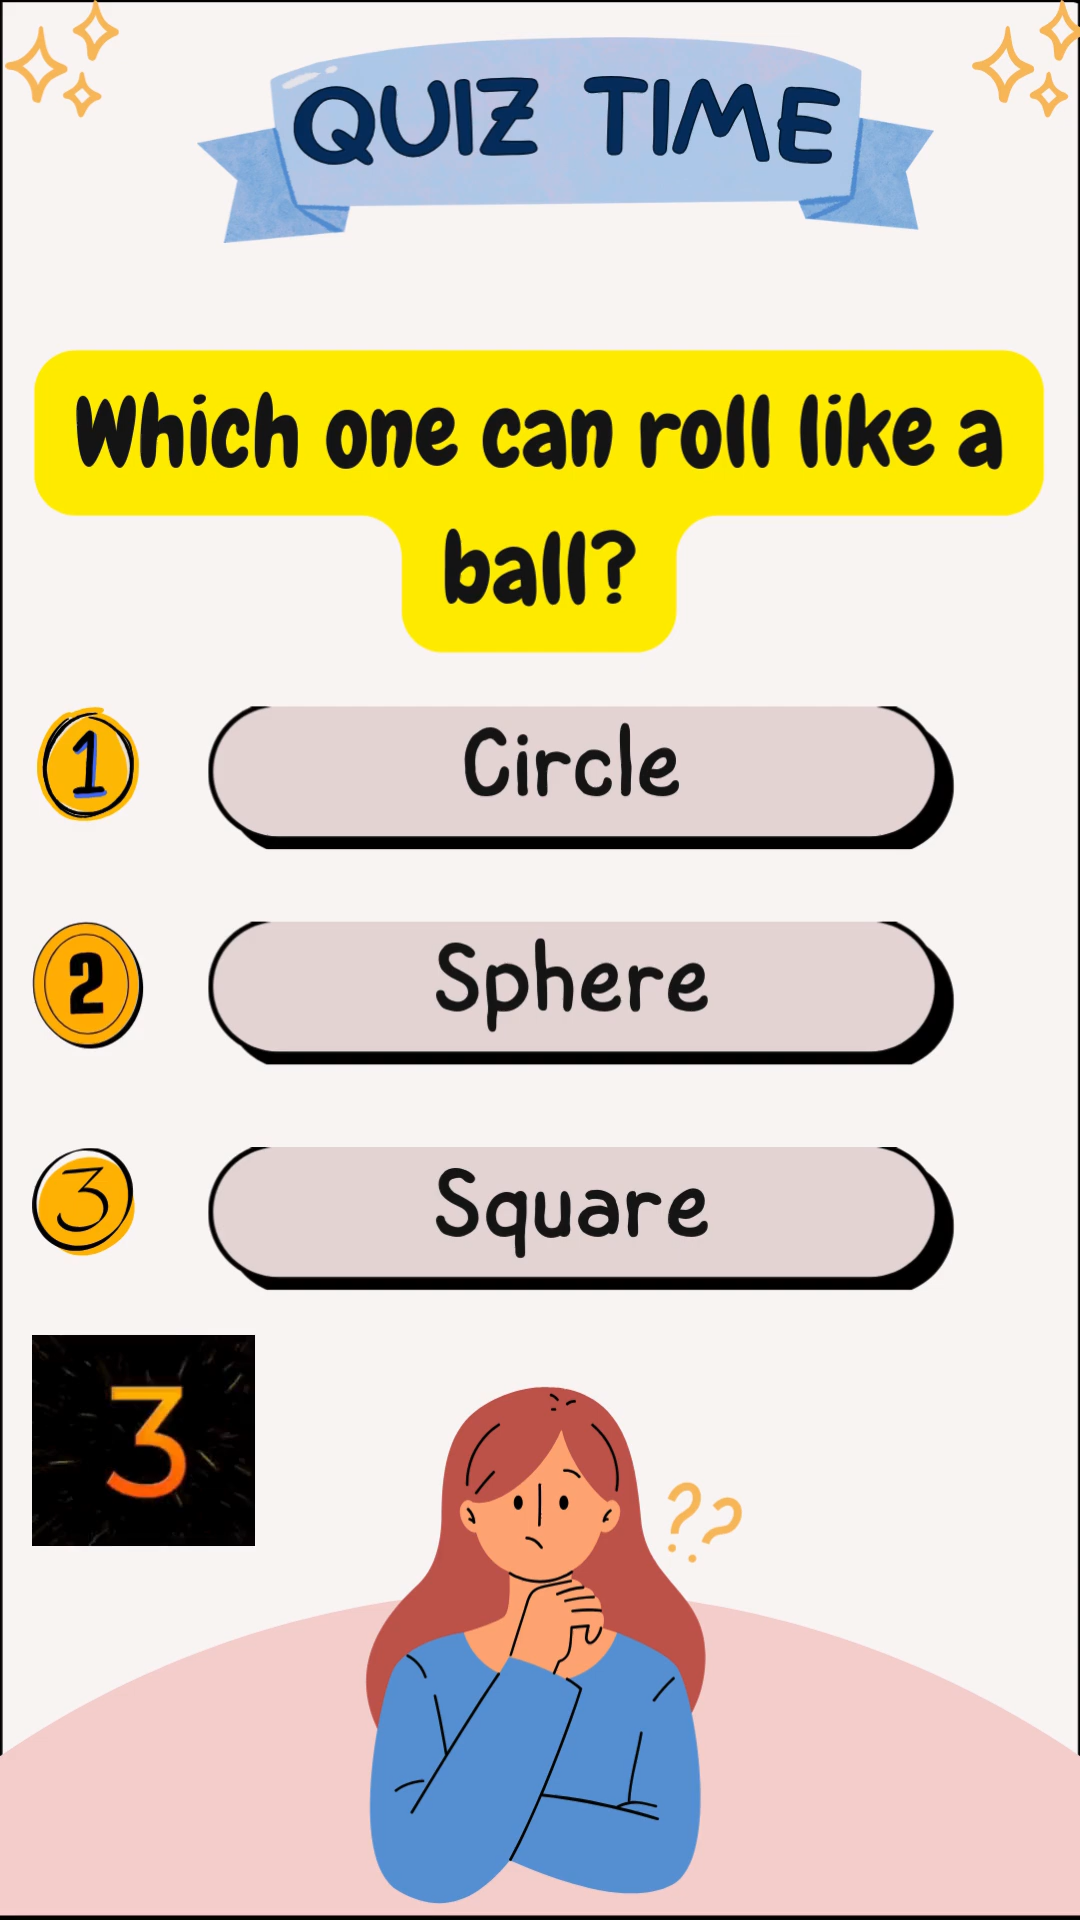 QUIZ TIME
Which one can roll like a
ball?
1 Circle
2 Sphere
3 Square
3
??